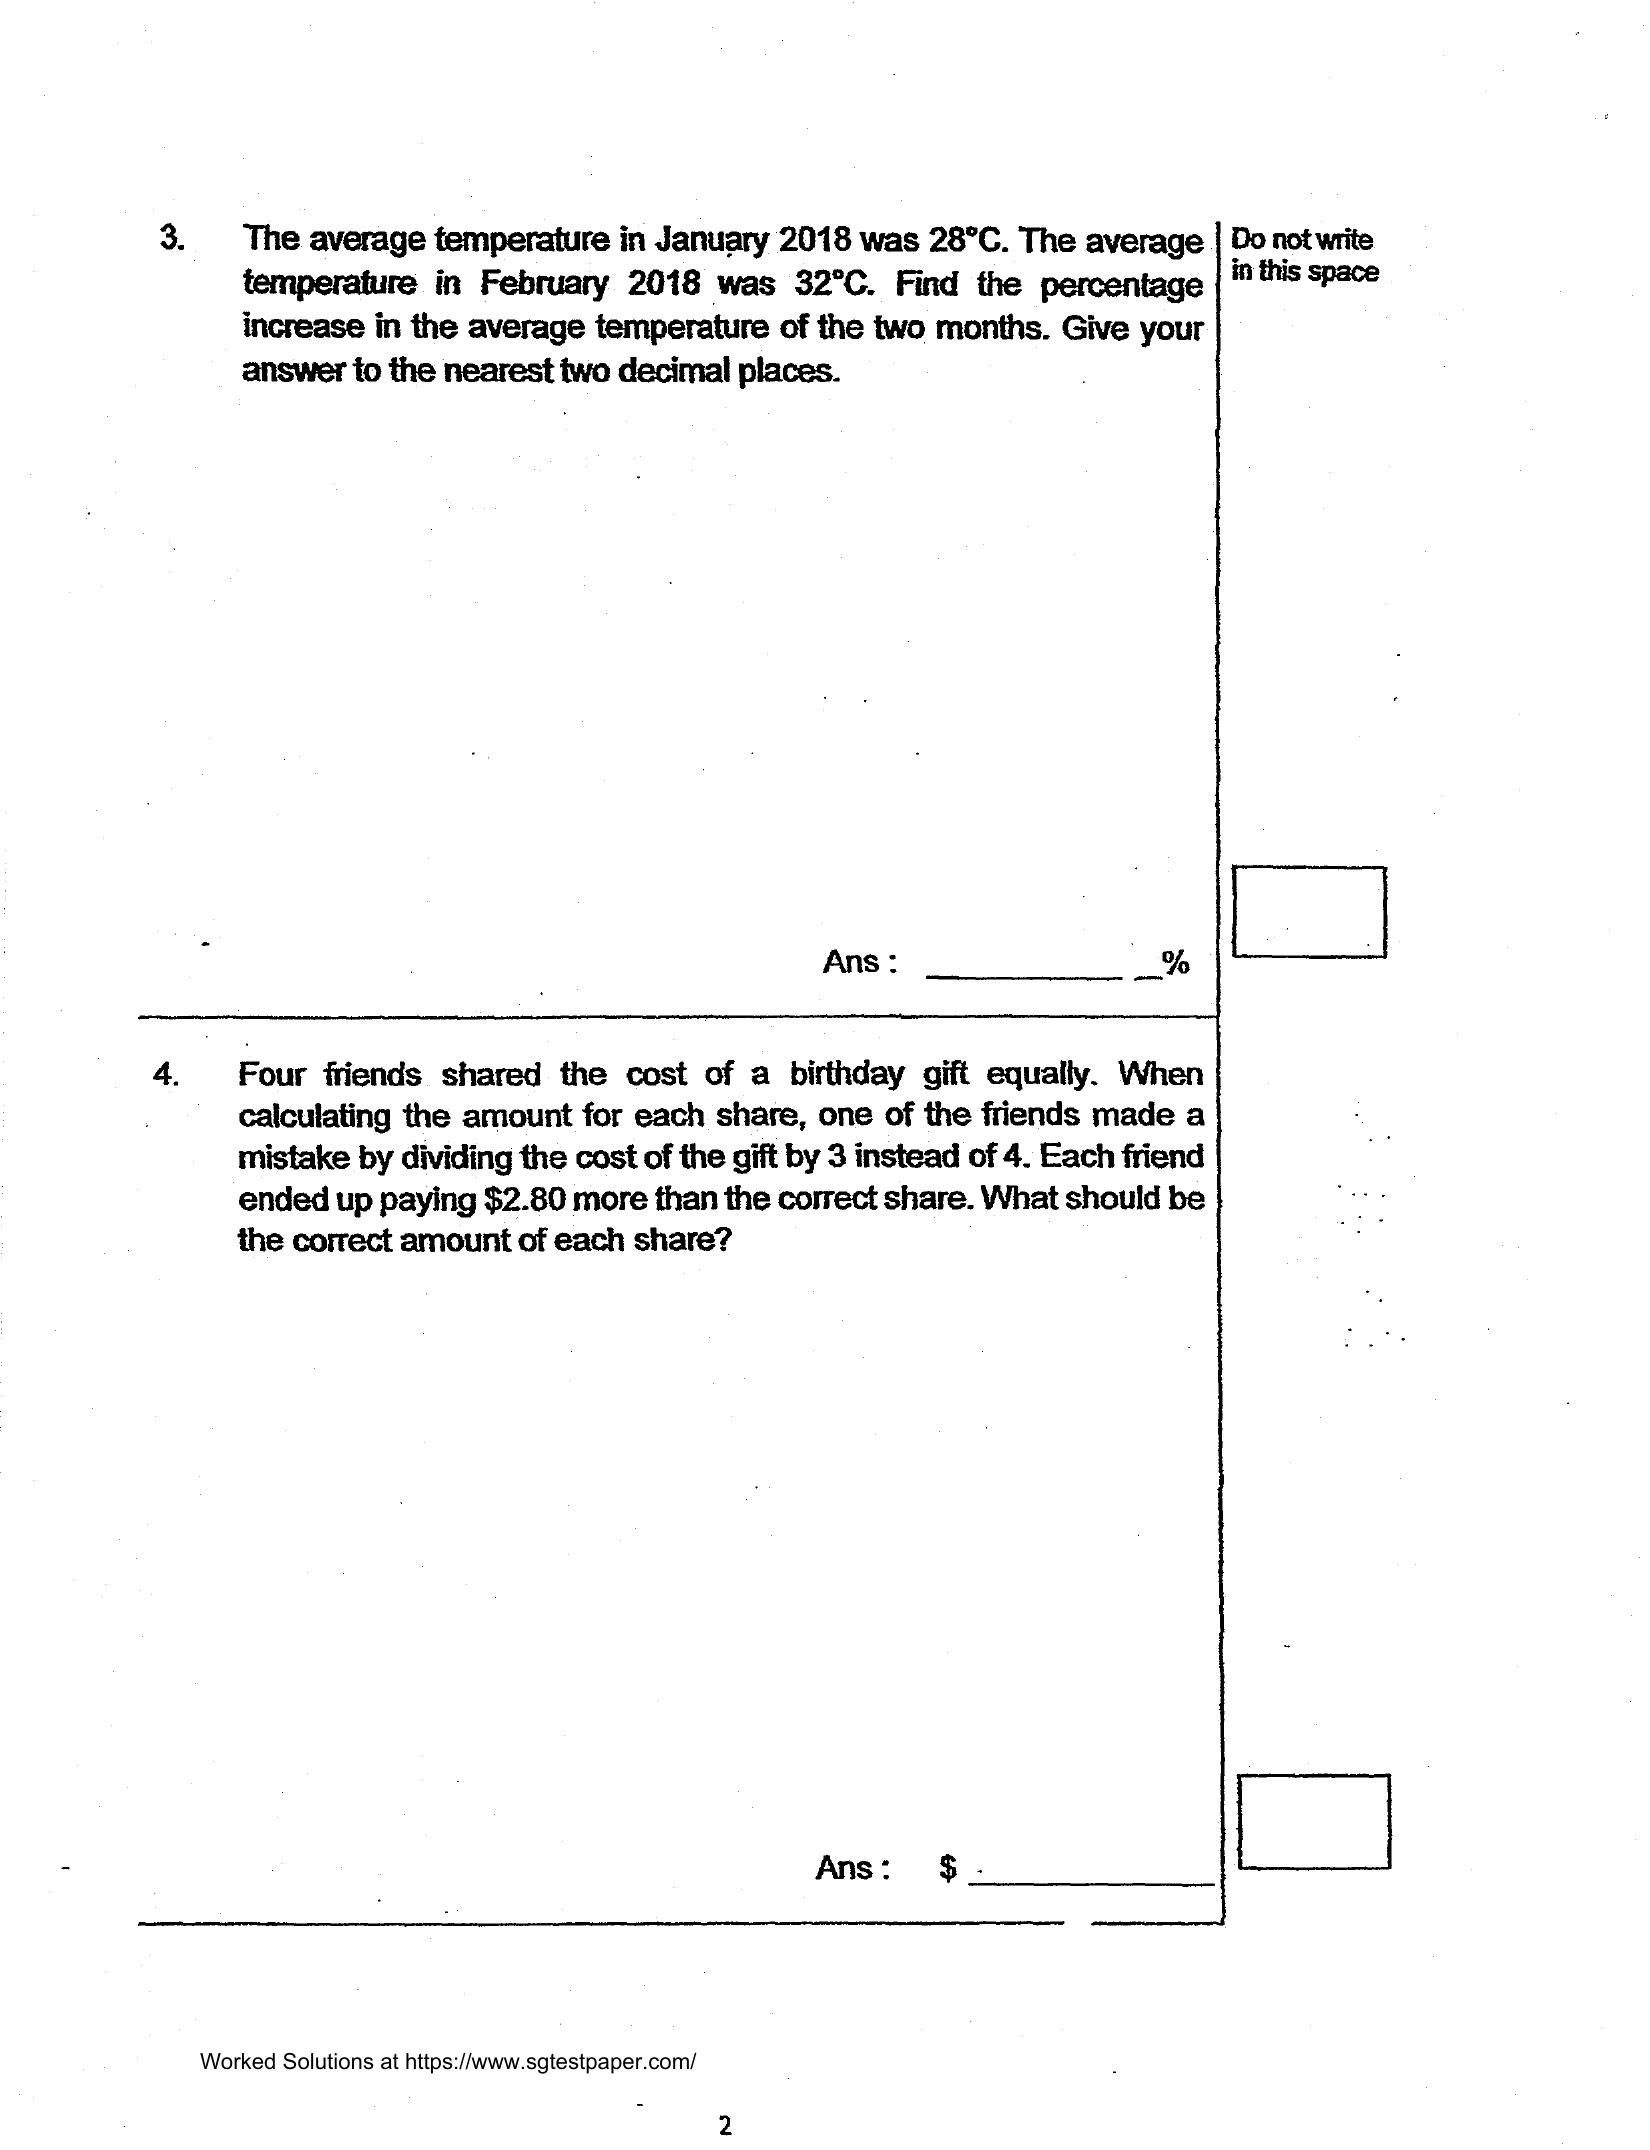 3. The average temperature in January 2018 was 28°C. The average
temperature in February 2018 was 32°C. Find the percentage
increase in the average temperature of the two months. Give your
answer to the nearest two decimal places.
Do not write
in this space
Ans : ____________ __%
4. Four friends shared the cost of a birthday gift equally. When
calculating the amount for each share, one of the friends made a
mistake by dividing the cost of the gift by 3 instead of 4. Each friend
ended up paying $2.80 more than the correct share. What should be
the correct amount of each share?
Ans : $ ______________
Worked Solutions at https://www.sgtestpaper.com/
2